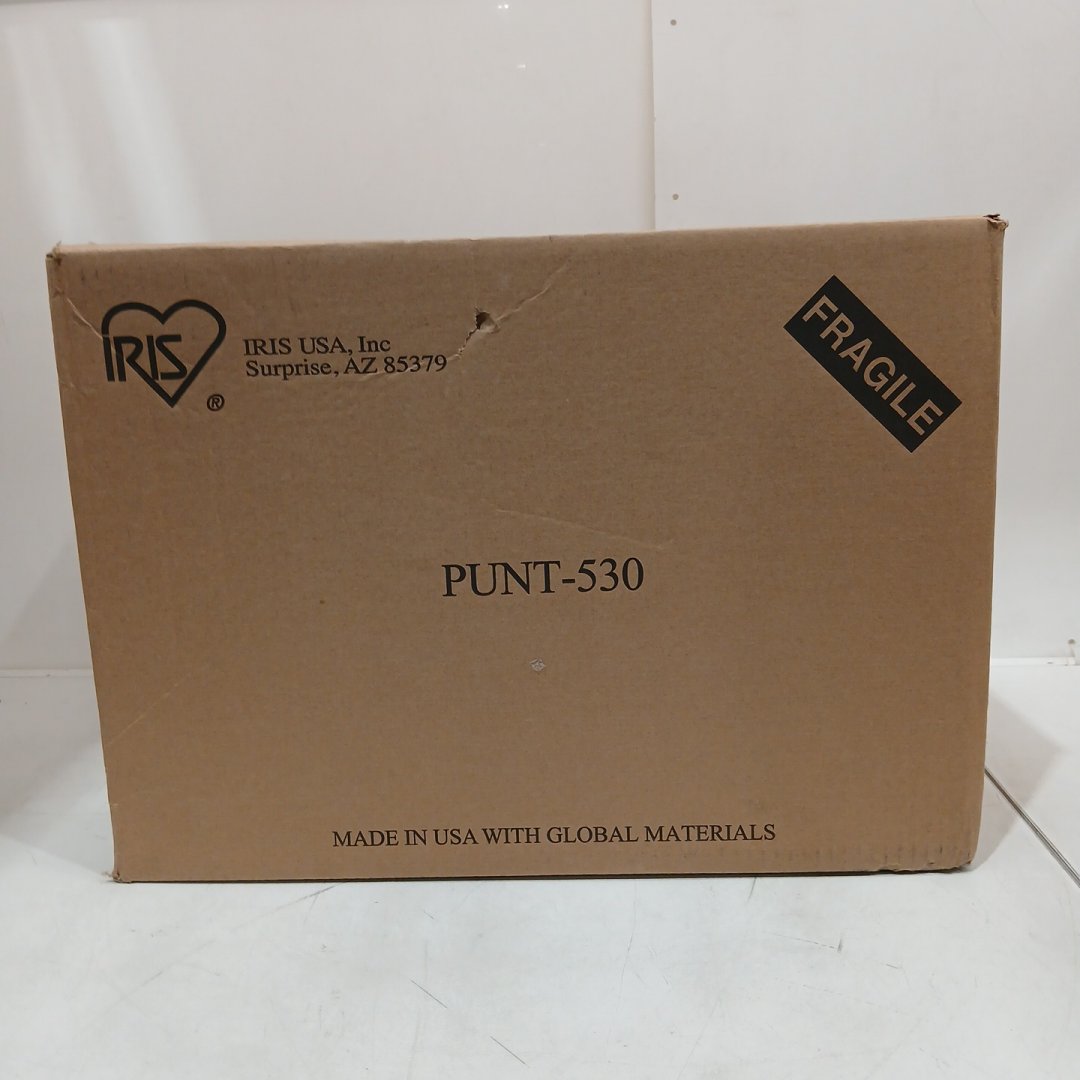 IRIS
®
IRIS USA, Inc
Surprise, AZ 85379
FRAGILE
PUNT-530
MADE IN USA WITH GLOBAL MATERIALS